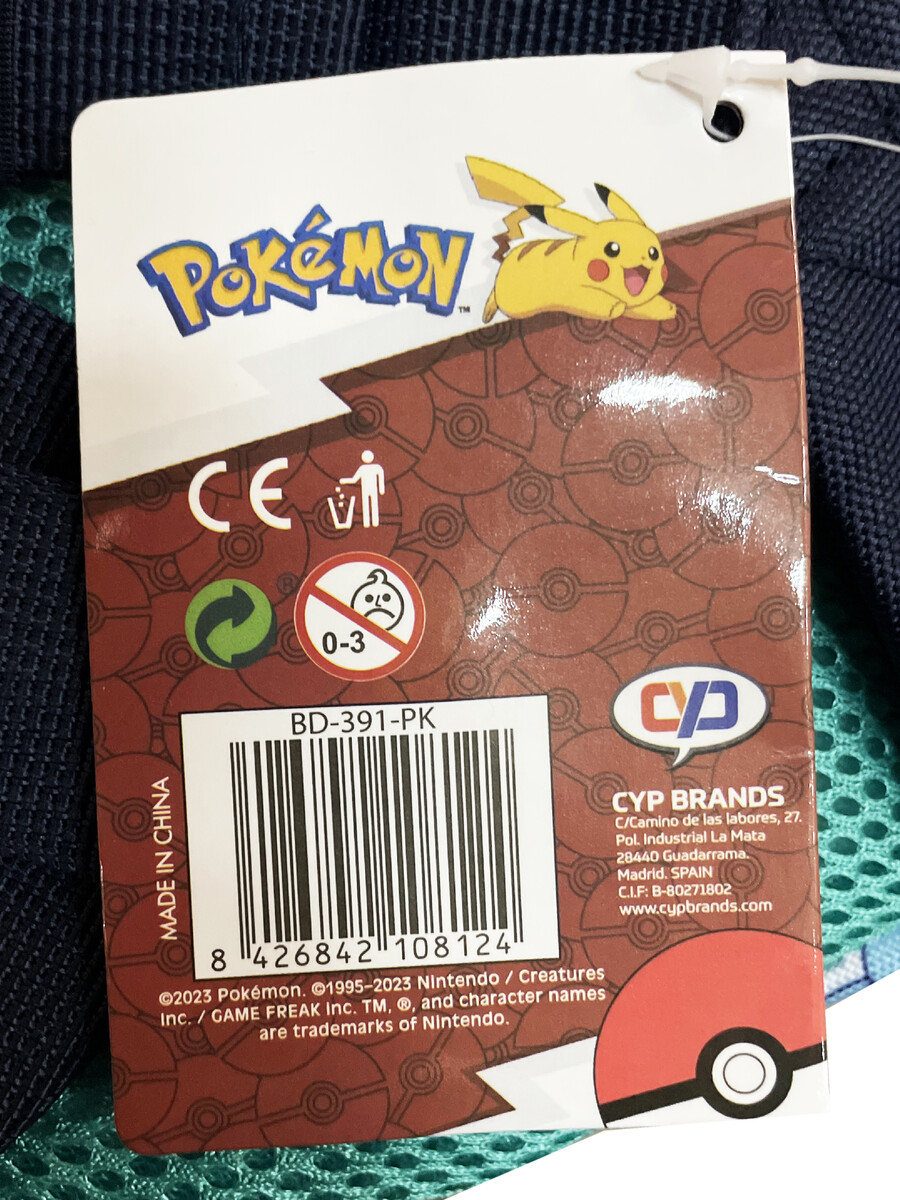 POKéMON
TM
CE
®
0-3
BD-391-PK
8 426842 108124
MADE IN CHINA
CYP
CYP BRANDS
C/Camino de las labores, 27.
Pol. Industrial La Mata
28440 Guadarrama.
Madrid. SPAIN
C.I.F: B-80271802
www.cypbrands.com
©2023 Pokémon. ©1995-2023 Nintendo / Creatures
Inc. / GAME FREAK Inc. TM, ®, and character names
are trademarks of Nintendo.